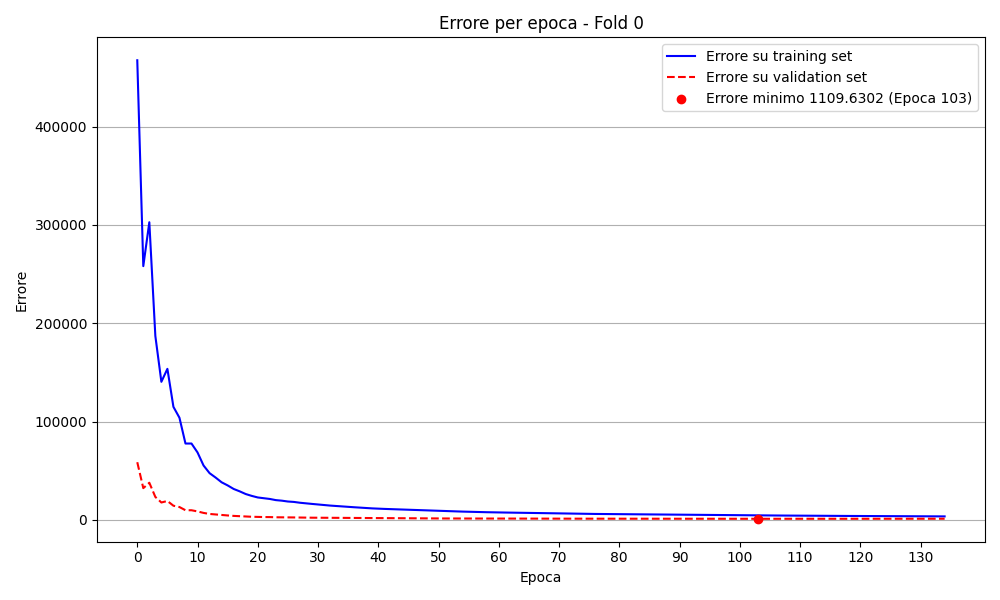 Errore per epoca - Fold 0
Errore su training set
Errore su validation set
Errore minimo 1109.6302 (Epoca 103)
400000
300000
200000
100000
0
Errore
0 10 20 30 40 50 60 70 80 90 100 110 120 130
Epoca